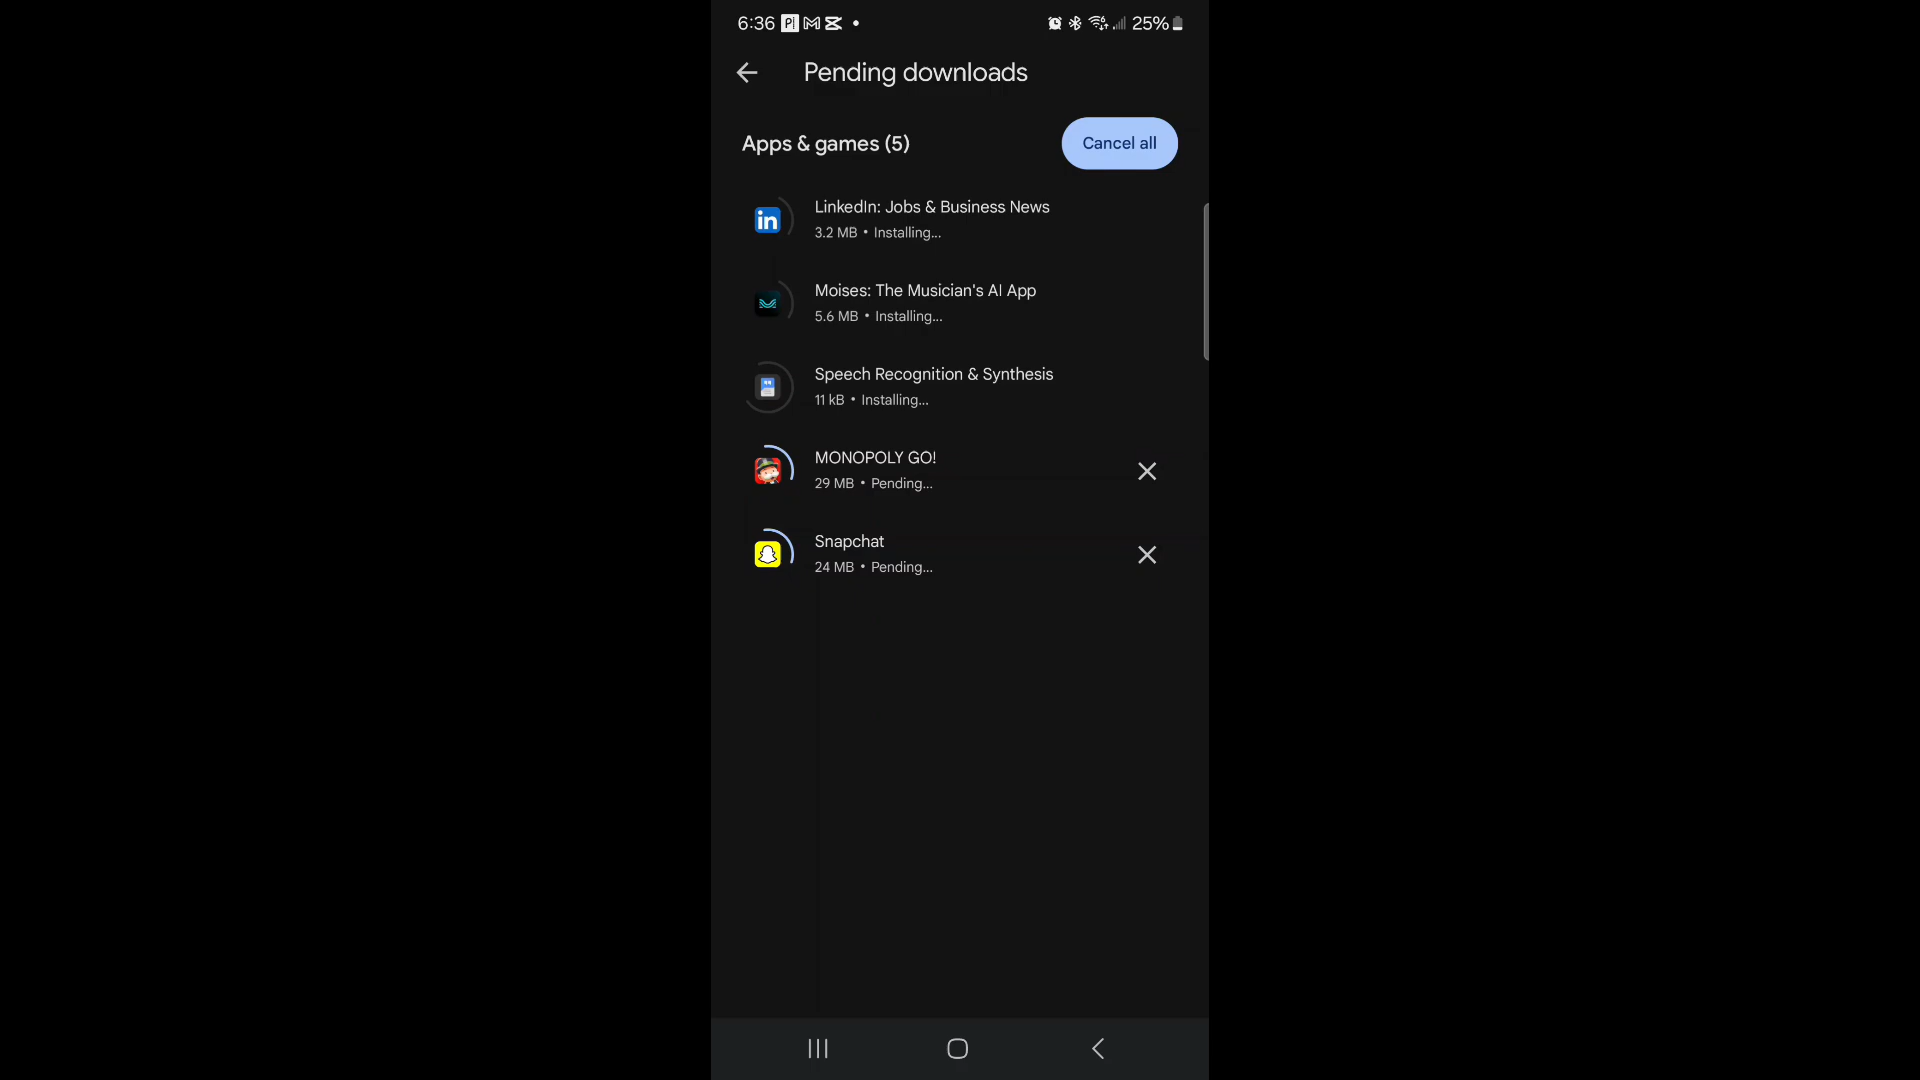 6:36
25%
Pending downloads
Apps & games (5)
Cancel all
LinkedIn: Jobs & Business News
3.2 MB • Installing...
Moises: The Musician's AI App
5.6 MB • Installing...
Speech Recognition & Synthesis
11 kB • Installing...
MONOPOLY GO!
29 MB • Pending...
Snapchat
24 MB • Pending...